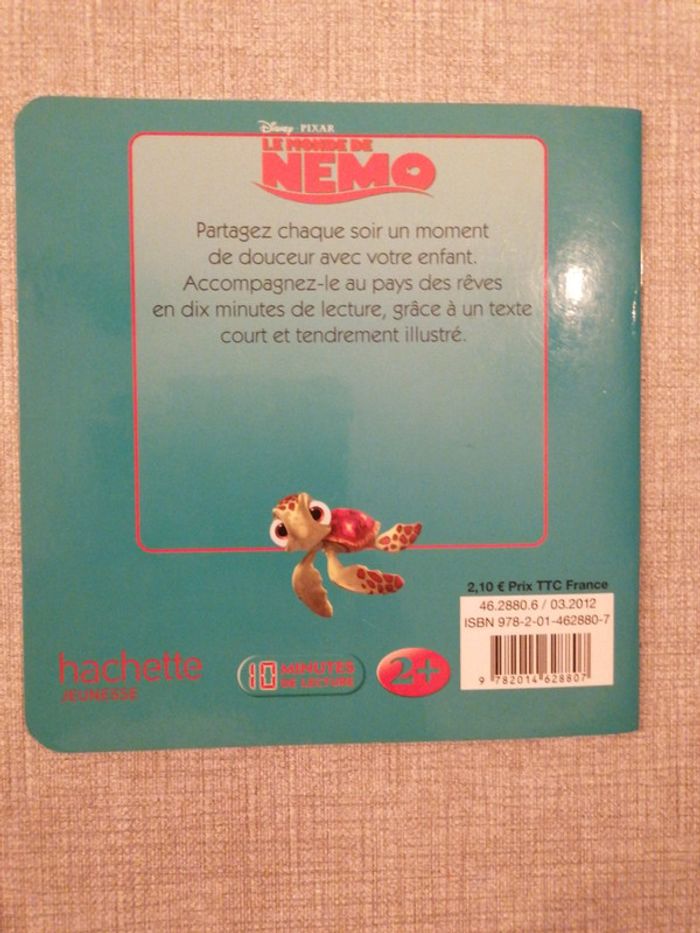 Disney · PIXAR
LE MONDE DE
NEMO
Partagez chaque soir un moment
de douceur avec votre enfant.
Accompagnez-le au pays des rêves
en dix minutes de lecture, grâce à un texte
court et tendrement illustré.
2,10 € Prix TTC France
46.2880.6 / 03.2012
ISBN 978-2-01-462880-7
9 782014 628807
hachette
JEUNESSE
10 MINUTES
DE LECTURE
2+